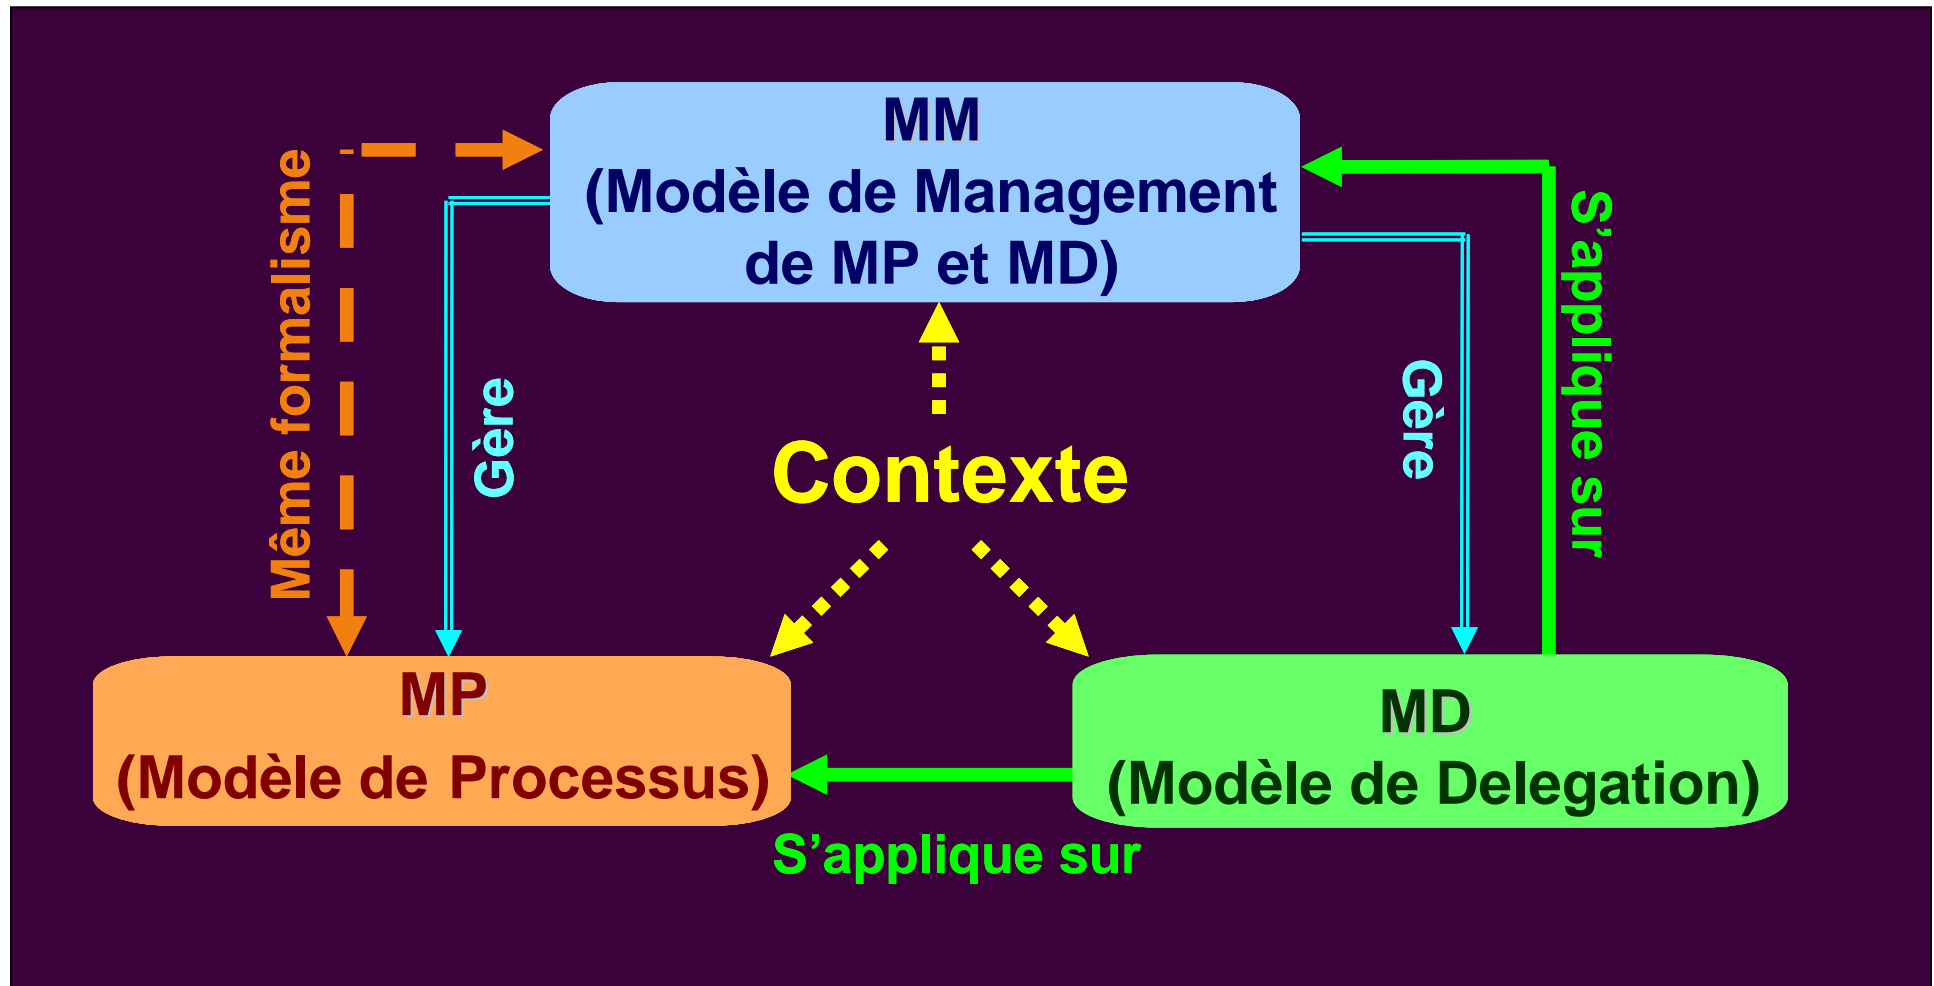 MM
(Modèle de Management
de MP et MD)
Même formalisme
Gère
Contexte
Gère
S’applique sur
MP
(Modèle de Processus)
MD
(Modèle de Delegation)
S’applique sur